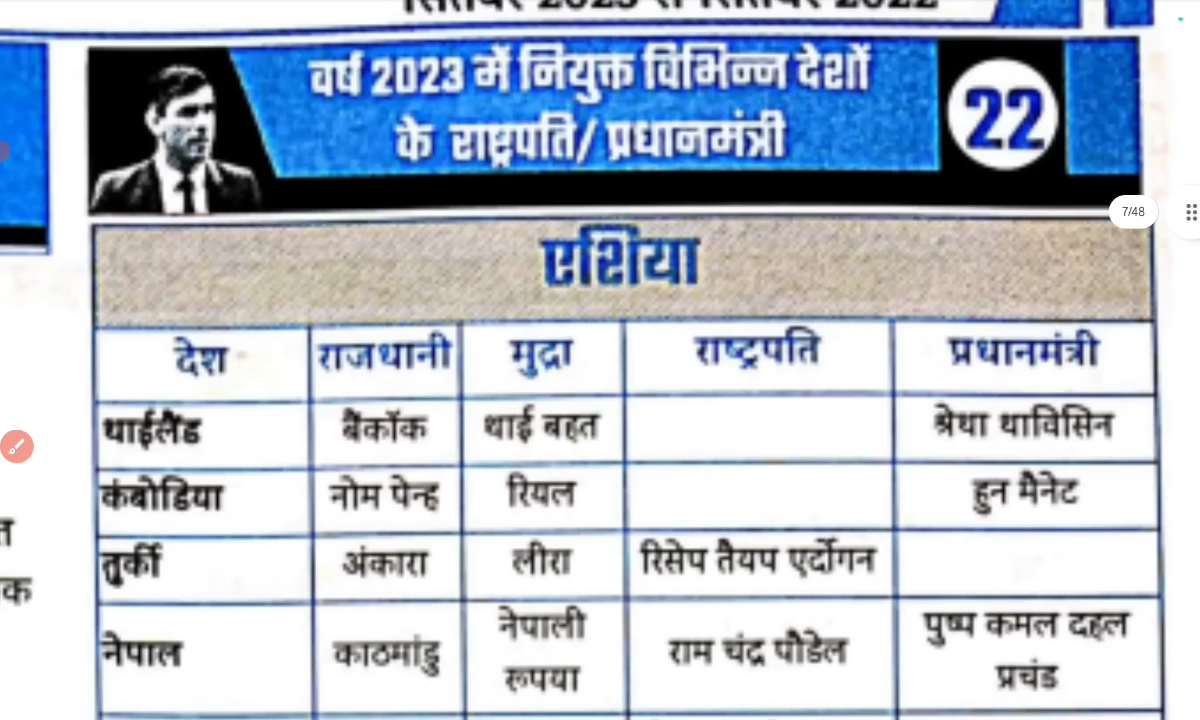 वर्ष 2023 में नियुक्त विभिन्न देशों
के राष्ट्रपति/ प्रधानमंत्री
22
7/48
एशिया
देश राजधानी मुद्रा राष्ट्रपति प्रधानमंत्री
थाईलैंड बैंकॉक थाई बहत श्रेथा थाविसिन
कंबोडिया नोम पेन्ह रियल हुन मैनेट
तुर्की अंकारा लीरा रिसेप तैयप एर्दोगन
नेपाल काठमांडु नेपाली रूपया राम चंद्र पौडेल पुष्प कमल दहल प्रचंड